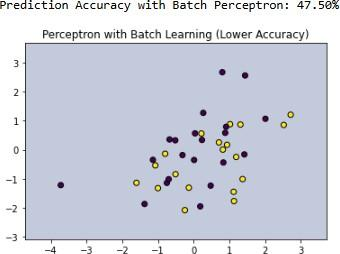 Prediction Accuracy with Batch Perceptron: 47.50%
Perceptron with Batch Learning (Lower Accuracy)
3
2
1
0
−1
−2
−3
−4 −3 −2 −1 0 1 2 3